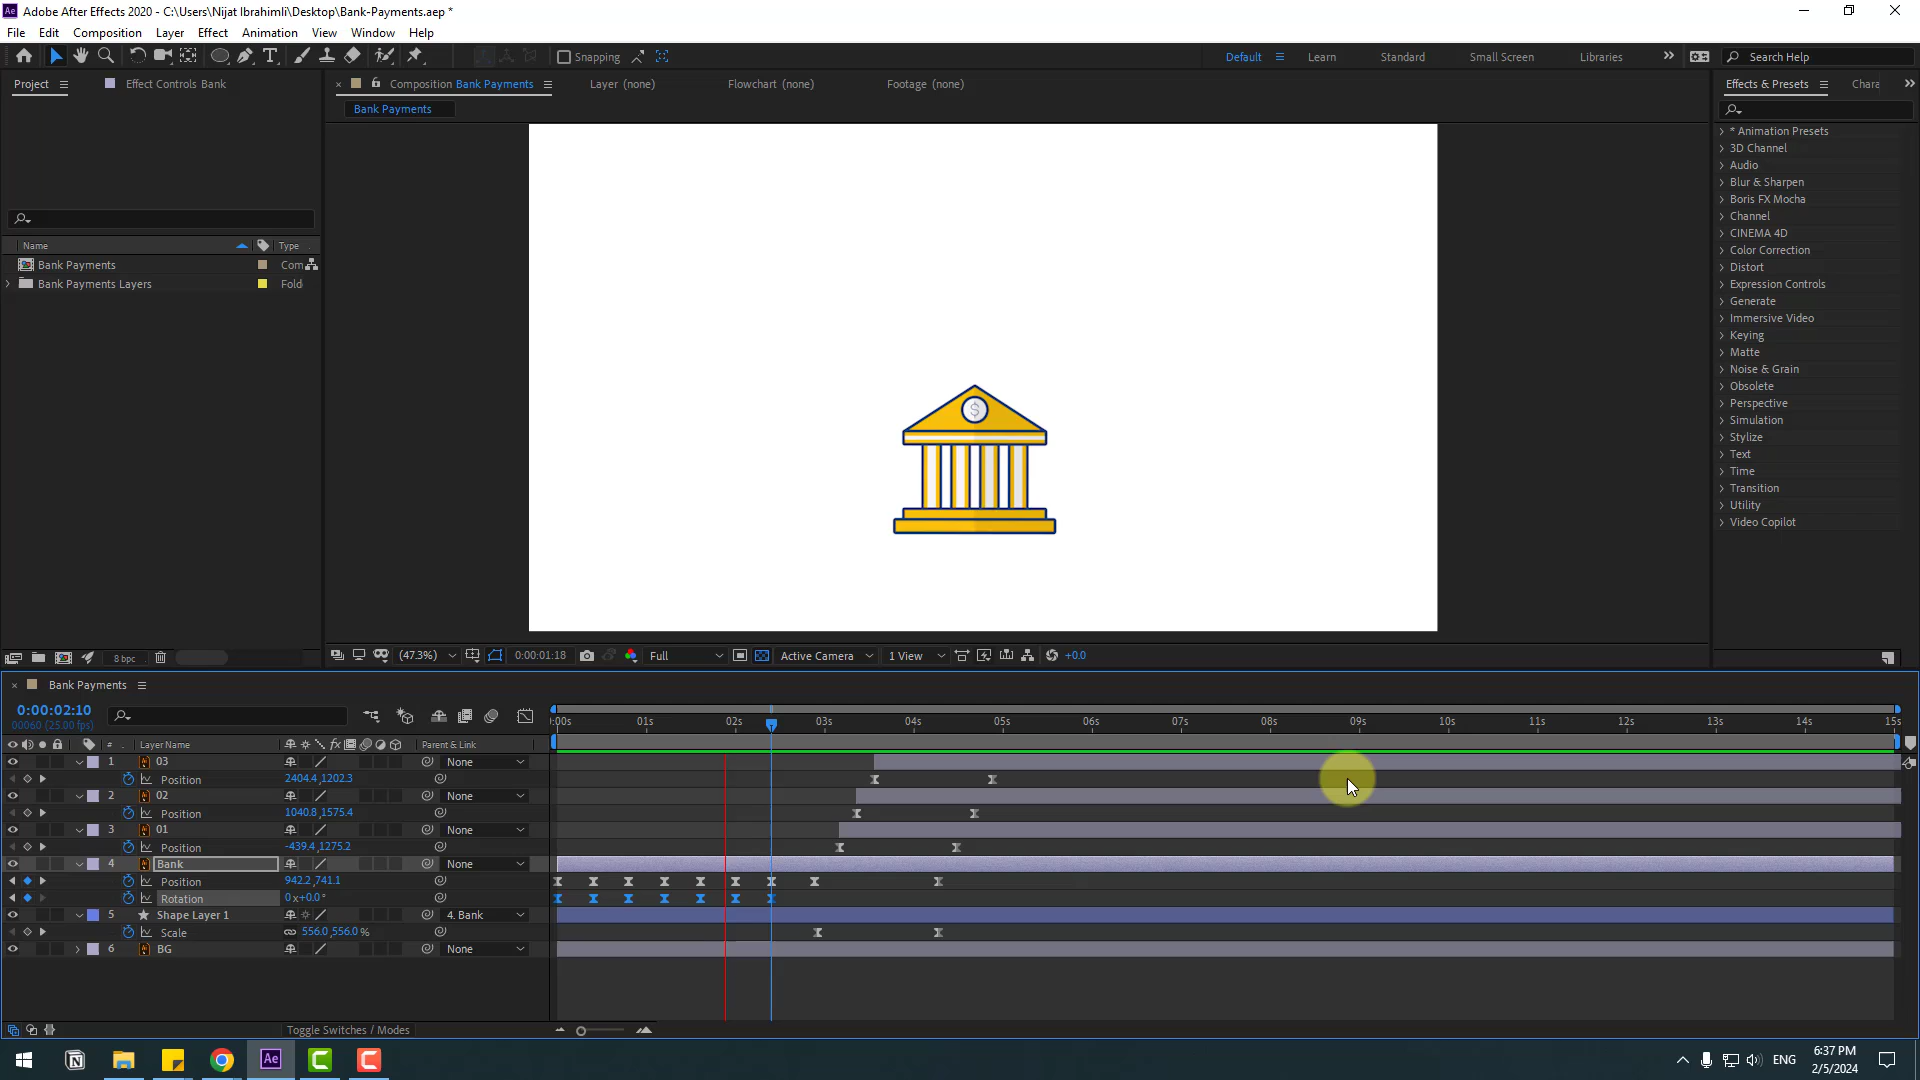 Adobe After Effects 2020 - C:\Users\Nijat Ibrahimli\Desktop\Bank-Payments.aep *
File Edit Composition Layer Effect Animation View Window Help
Snapping Default Learn Standard Small Screen Libraries Search Help
Project Effect Controls Bank Composition Bank Payments Layer (none) Flowchart (none) Footage (none) Effects & Presets Chara
Bank Payments
* Animation Presets
3D Channel
Audio
Blur & Sharpen
Boris FX Mocha
Channel
CINEMA 4D
Color Correction
Distort
Expression Controls
Generate
Immersive Video
Keying
Matte
Noise & Grain
Obsolete
Perspective
Simulation
Stylize
Text
Time
Transition
Utility
Video Copilot
Name Type
Bank Payments Com
Bank Payments Layers Fold
$
8 bpc (47.3%) 0:00:01:18 Full Active Camera 1 View +0.0
Bank Payments
0:00:02:10
00060 (25.00 fps)
:00s 01s 02s 03s 04s 05s 06s 07s 08s 09s 10s 11s 12s 13s 14s 15s
# Layer Name Parent & Link
1 03 None
Position 2404.4,1202.3
2 02 None
Position 1040.8,1575.4
3 01 None
Position -439.4,1275.2
4 Bank None
Position 942.2,741.1
Rotation 0x+0.0°
5 Shape Layer 1 4. Bank
Scale 556.0,556.0%
6 BG None
Toggle Switches / Modes
ENG 6:37 PM
2/5/2024